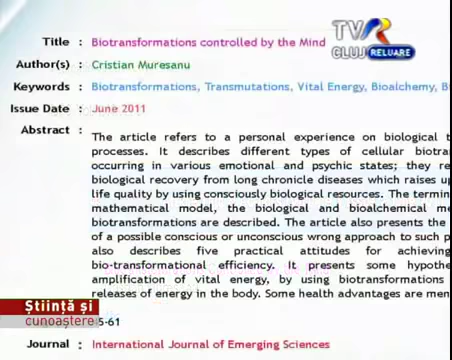 TVR
CLUJ RELUARE
Title : Biotransformations controlled by the Mind
Author(s) : Cristian Muresanu
Keywords : Biotransformations, Transmutations, Vital Energy, Bioalchemy,
Issue Date : June 2011
Abstract : The article refers to a personal experience on biological
processes. It describes different types of cellular
occurring in various emotional and psychic states; they
biological recovery from long chronicle diseases which raises
life quality by using consciously biological resources. The
mathematical model, the biological and bioalchemical
biotransformations are described. The article also presents the
of a possible conscious or unconscious wrong approach to such
also describes five practical attitudes for achieving
bio-transformational efficiency. It presents some
amplification of vital energy, by using biotransformations
releases of energy in the body. Some health advantages are
Știință și
cunoaștere 5-61
Journal : International Journal of Emerging Sciences